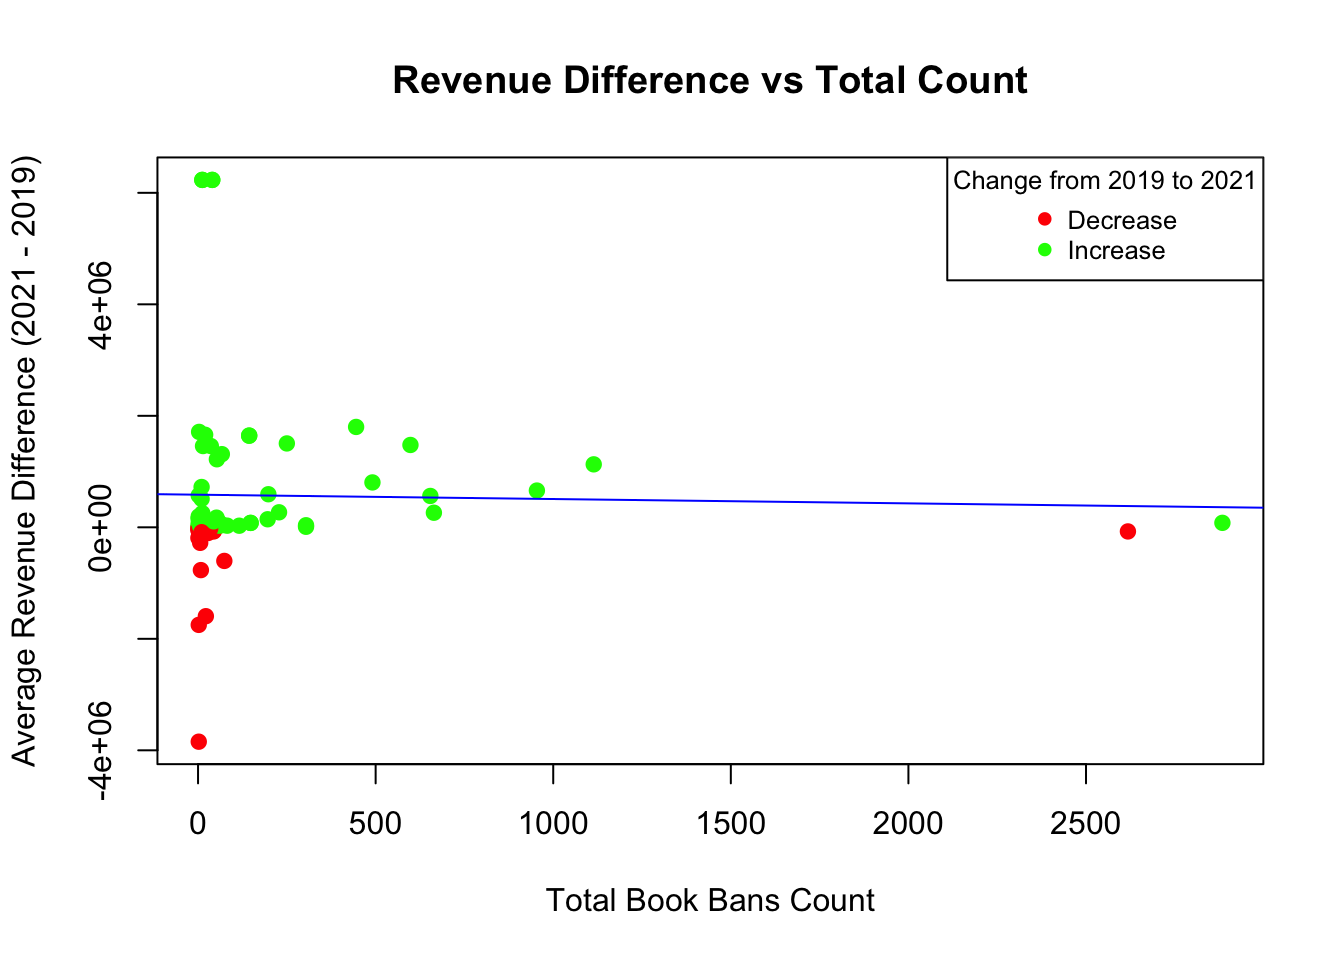 Revenue Difference vs Total Count
Change from 2019 to 2021
Decrease
Increase
Average Revenue Difference (2021 - 2019)
4e+06
0e+00
-4e+06
0 500 1000 1500 2000 2500
Total Book Bans Count